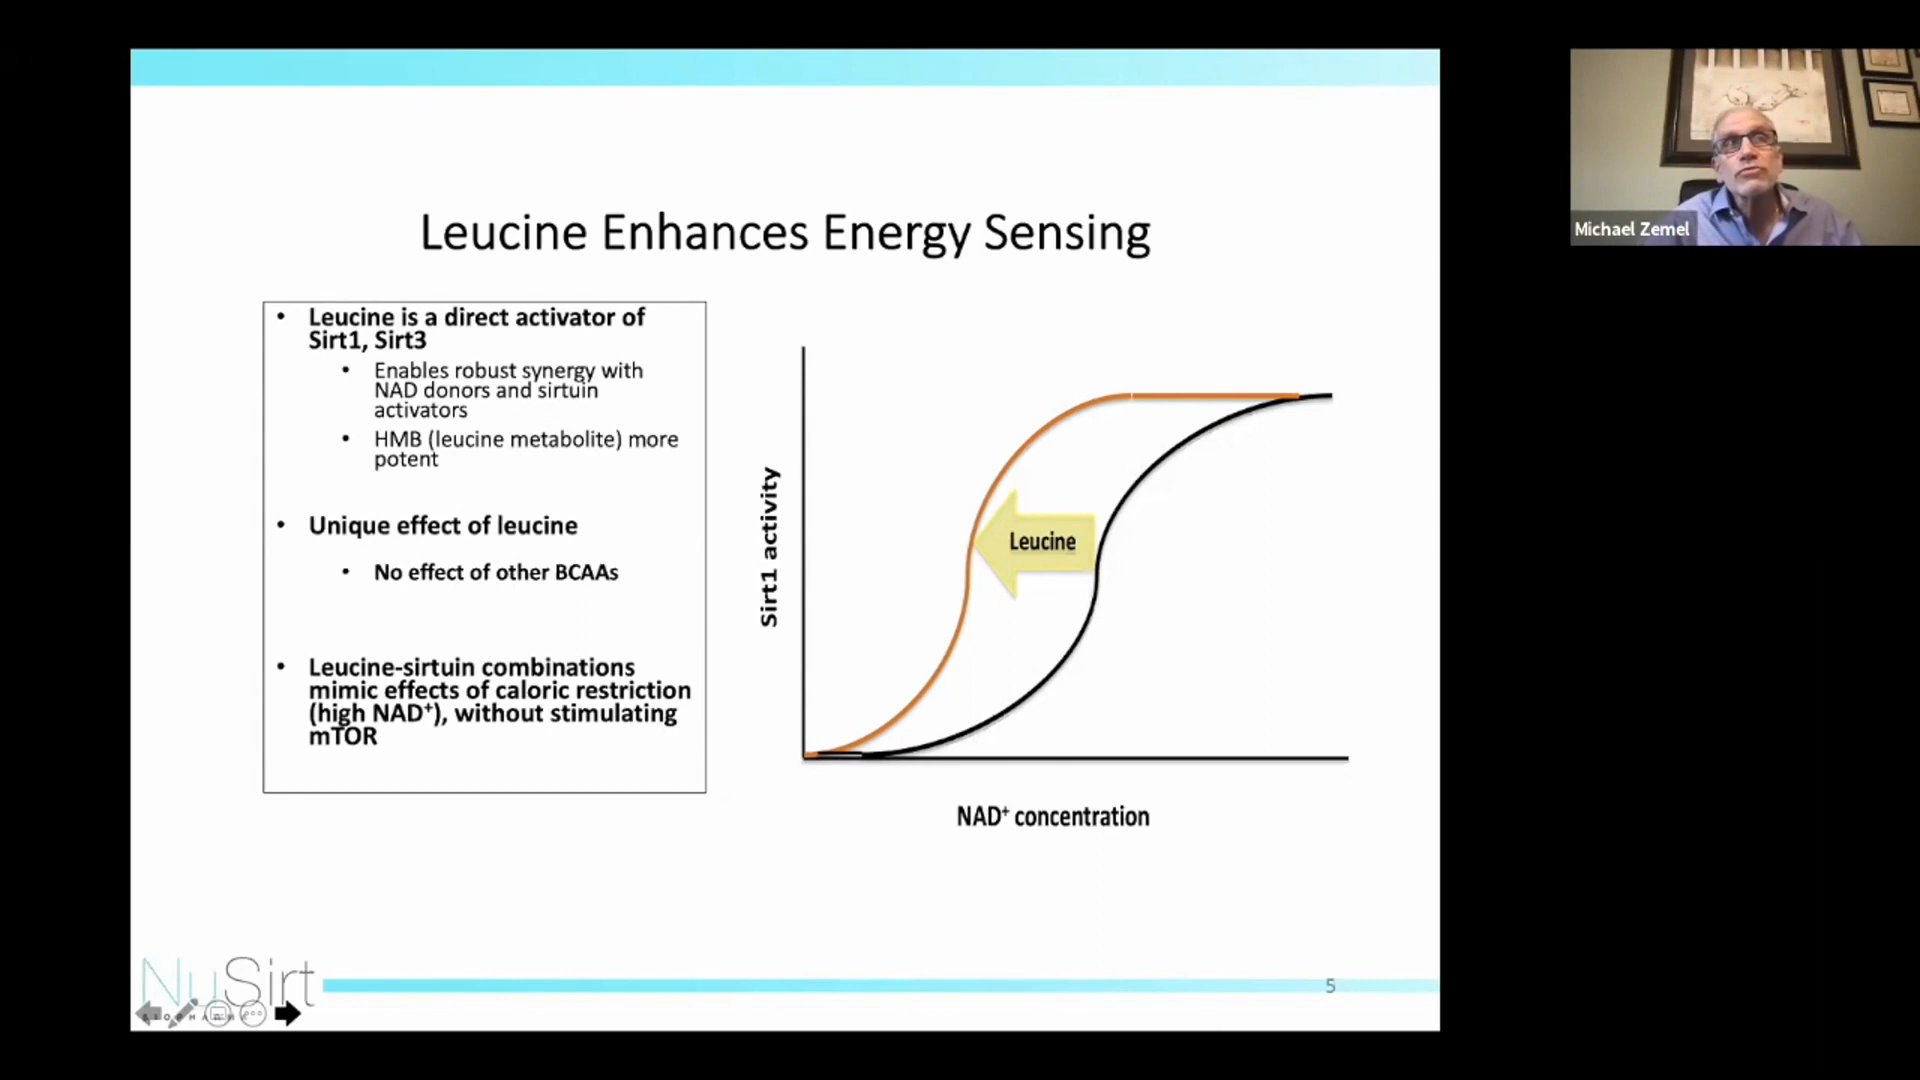 Michael Zemel
Leucine Enhances Energy Sensing
• Leucine is a direct activator of
Sirt1, Sirt3
• Enables robust synergy with
NAD donors and sirtuin
activators
• HMB (leucine metabolite) more
potent
• Unique effect of leucine
• No effect of other BCAAs
• Leucine-sirtuin combinations
mimic effects of caloric restriction
(high NAD⁺), without stimulating
mTOR
Sirt1 activity
Leucine
NAD⁺ concentration
NuSirt
5